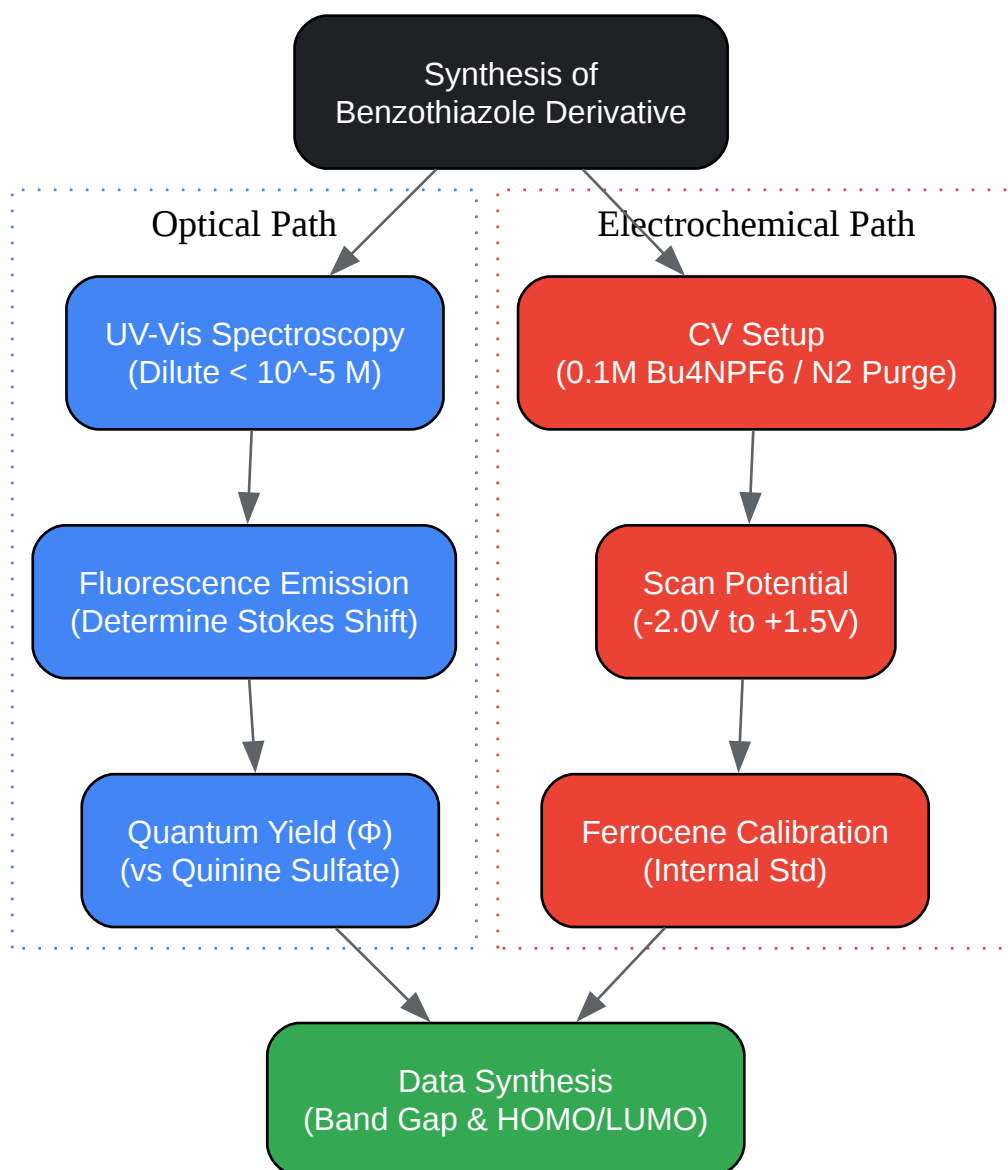 Synthesis of
Benzothiazole Derivative
Optical Path
UV-Vis Spectroscopy
(Dilute < 10^-5 M)
Fluorescence Emission
(Determine Stokes Shift)
Quantum Yield (Φ)
(vs Quinine Sulfate)
Electrochemical Path
CV Setup
(0.1M Bu4NPF6 / N2 Purge)
Scan Potential
(-2.0V to +1.5V)
Ferrocene Calibration
(Internal Std)
Data Synthesis
(Band Gap & HOMO/LUMO)